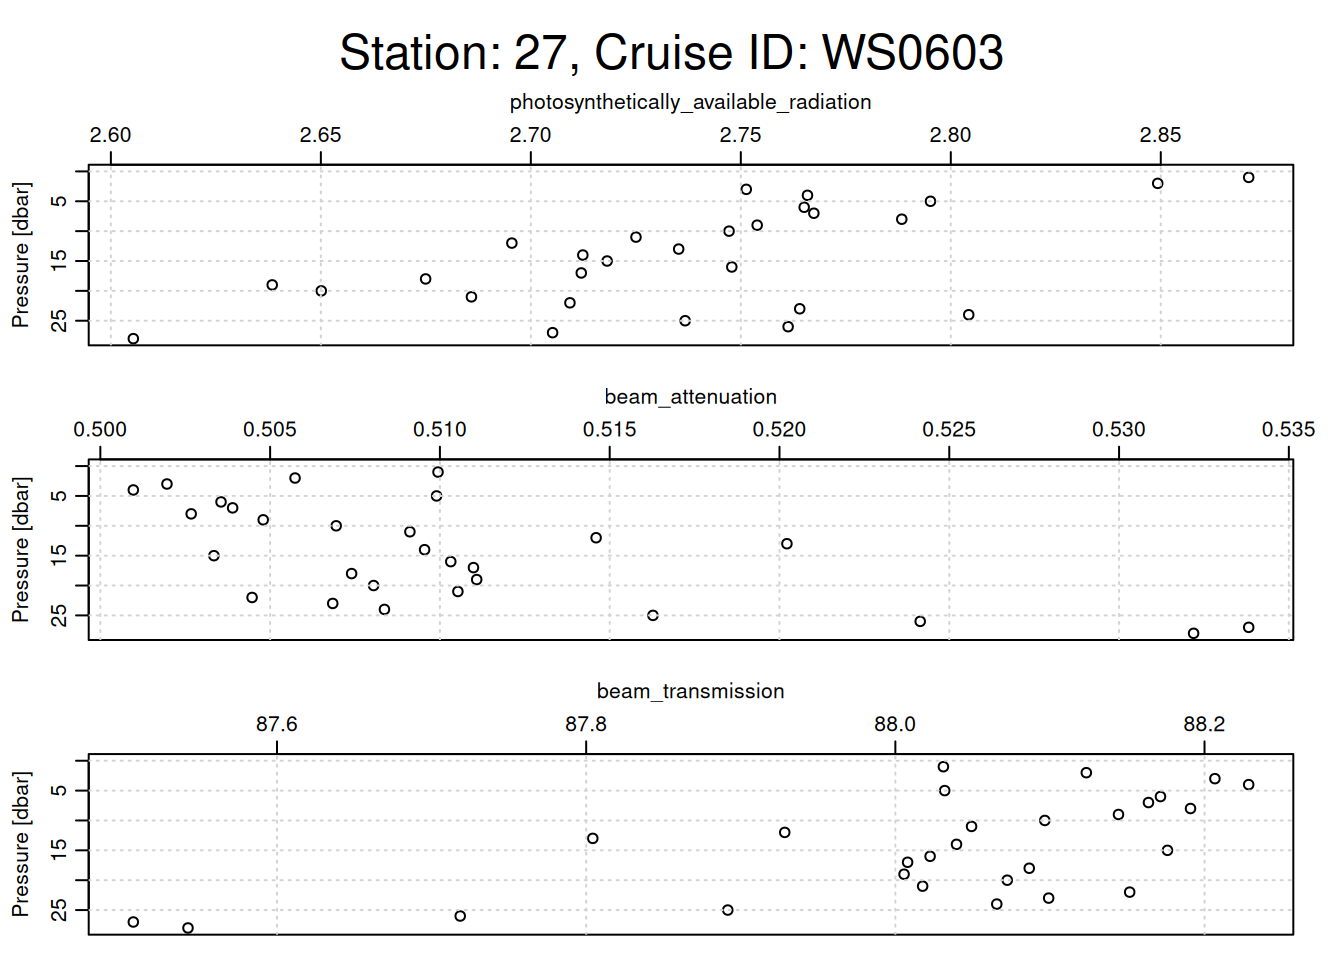 Station: 27, Cruise ID: WS0603
photosynthetically_available_radiation
2.60 2.65 2.70 2.75 2.80 2.85
Pressure [dbar]
5
15
25
beam_attenuation
0.500 0.505 0.510 0.515 0.520 0.525 0.530 0.535
Pressure [dbar]
5
15
25
beam_transmission
87.6 87.8 88.0 88.2
Pressure [dbar]
5
15
25